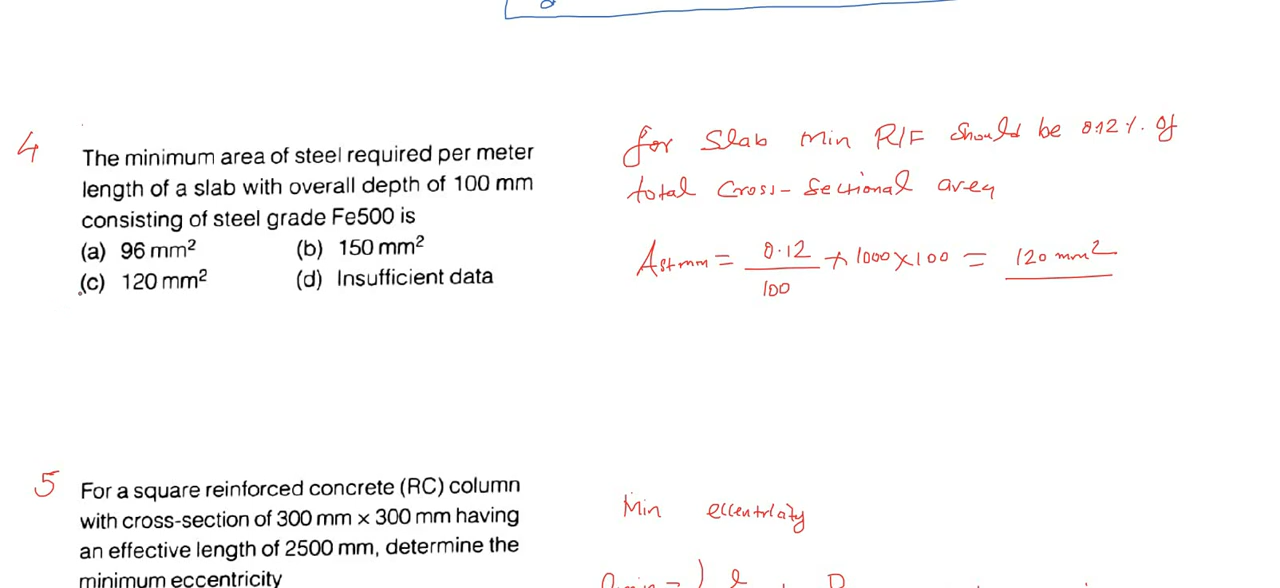 4
The minimum area of steel required per meter
length of a slab with overall depth of 100 mm
consisting of steel grade Fe500 is
(a) 96 mm² (b) 150 mm²
(c) 120 mm² (d) Insufficient data
for Slab Min R/F Should be 0.12 %. of
total Cross-Sectional area
Astmm = 0.12/100 × 1000 × 100 = 120 mm²
5
For a square reinforced concrete (RC) column
with cross-section of 300 mm × 300 mm having
an effective length of 2500 mm, determine the
minimum eccentricity
Min